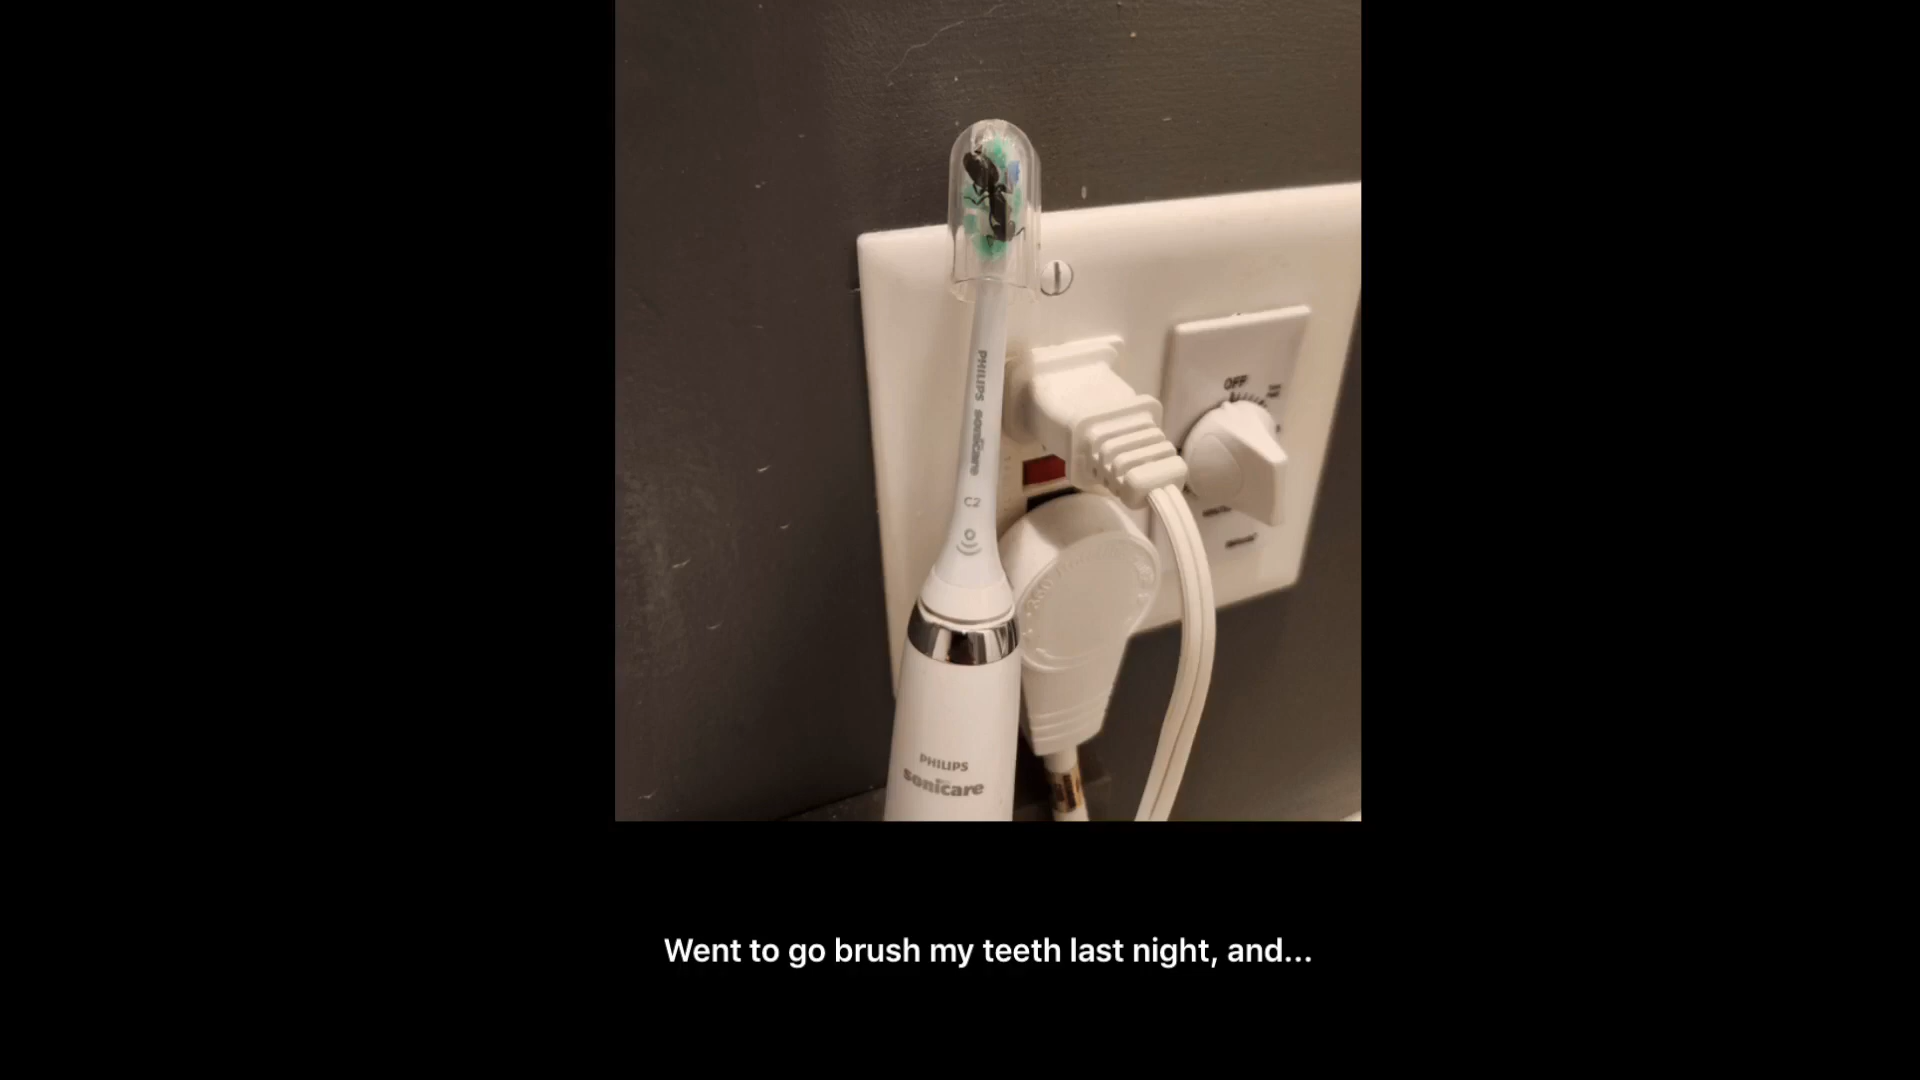 PHILIPS sonicare
C2
OFF
PHILIPS
sonicare
Went to go brush my teeth last night, and...